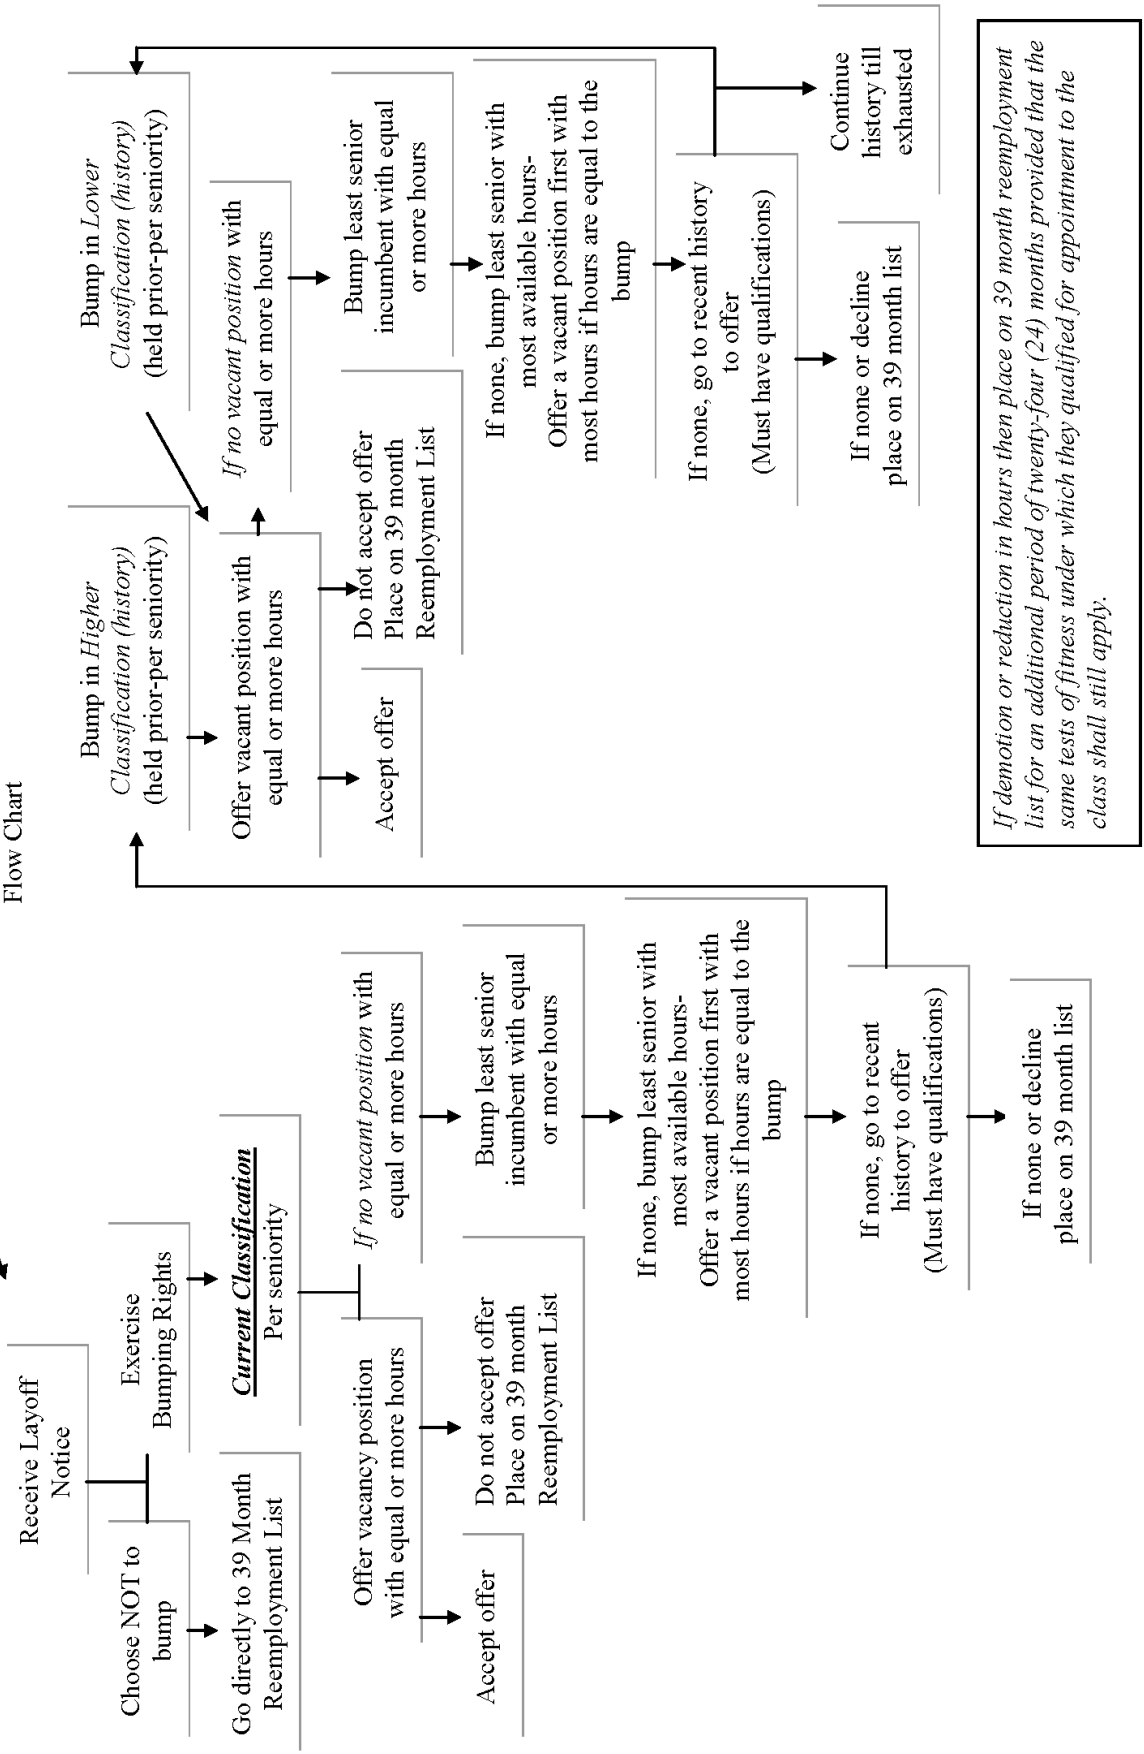 Flow Chart
Receive Layoff
Notice
Choose NOT to
bump
Exercise
Bumping Rights
Go directly to 39 Month
Reemployment List
Current Classification
Per seniority
Offer vacancy position
with equal or more hours
If no vacant position with
equal or more hours
Accept offer
Do not accept offer
Place on 39 month
Reemployment List
Bump least senior
incumbent with equal
or more hours
If none, bump least senior with
most available hours-
Offer a vacant position first with
most hours if hours are equal to the
bump
If none, go to recent
history to offer
(Must have qualifications)
If none or decline
place on 39 month list
Bump in Higher
Classification (history)
(held prior-per seniority)
Bump in Lower
Classification (history)
(held prior-per seniority)
Offer vacant position with
equal or more hours
If no vacant position with
equal or more hours
Accept offer
Do not accept offer
Place on 39 month
Reemployment List
Bump least senior
incumbent with equal
or more hours
If none, bump least senior with
most available hours-
Offer a vacant position first with
most hours if hours are equal to the
bump
If none, go to recent history
to offer
(Must have qualifications)
If none or decline
place on 39 month list
Continue
history till
exhausted
If demotion or reduction in hours then place on 39 month reemployment
list for an additional period of twenty-four (24) months provided that the
same tests of fitness under which they qualified for appointment to the
class shall still apply.